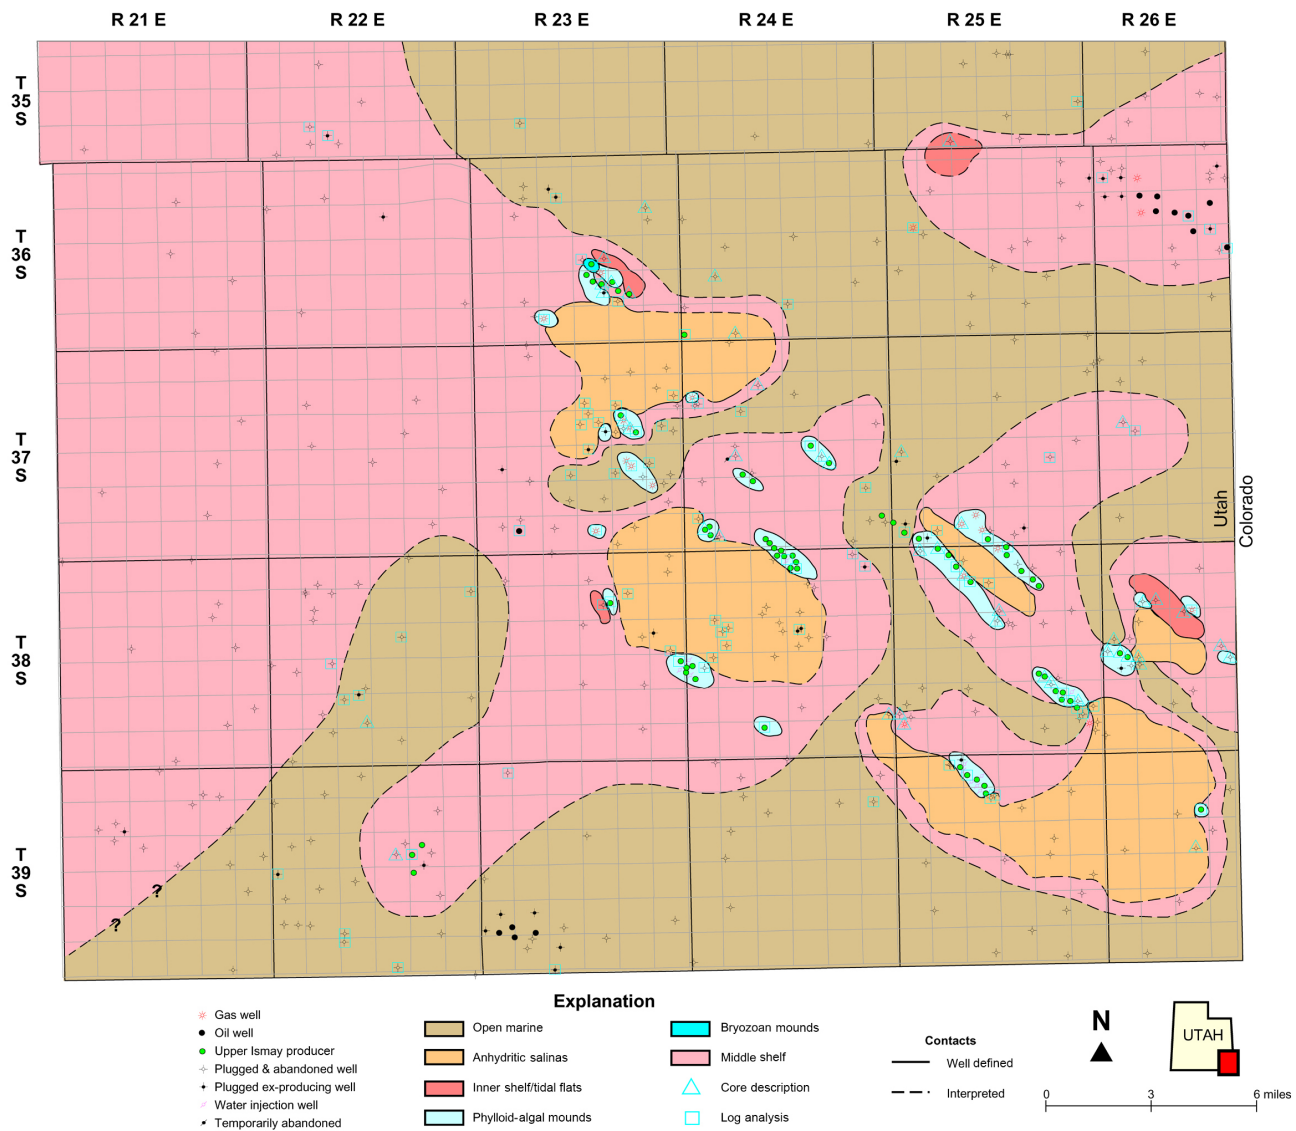 R 21 E R 22 E R 23 E R 24 E R 25 E R 26 E
T
35
S
T
36
S
T
37
S
Utah
Colorado
T
38
S
T
39
S
?
?
Explanation
Gas well
Oil well
Upper Ismay producer
Plugged & abandoned well
Plugged ex-producing well
Water injection well
Temporarily abandoned
Open marine
Anhydritic salinas
Inner shelf/tidal flats
Phylloid-algal mounds
Bryozoan mounds
Middle shelf
Core description
Log analysis
Contacts
Well defined
Interpreted
N
UTAH
0 3 6 miles